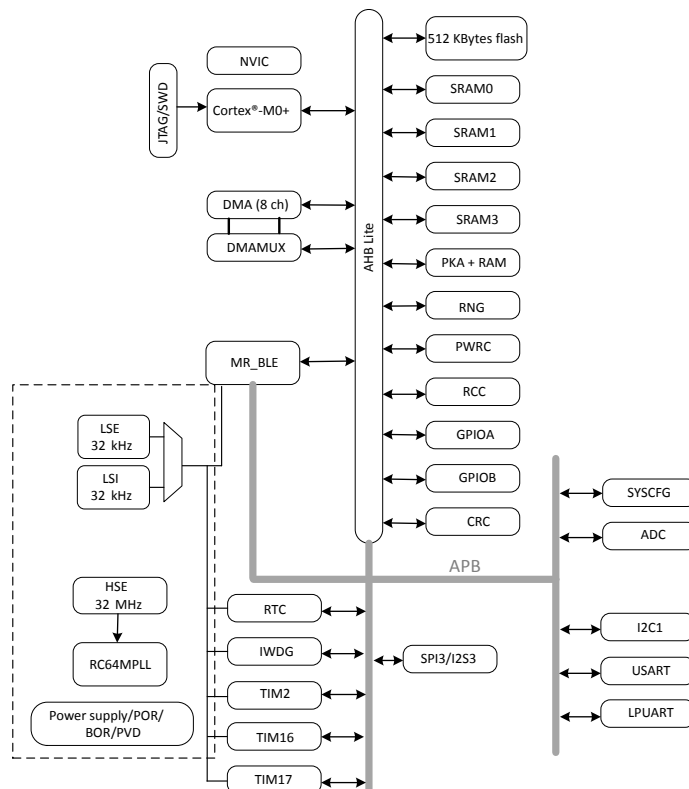 NVIC
JTAG/SWD
Cortex®-M0+
DMA (8 ch)
DMAMUX
MR_BLE
AHB Lite
512 KBytes flash
SRAM0
SRAM1
SRAM2
SRAM3
PKA + RAM
RNG
PWRC
RCC
GPIOA
GPIOB
CRC
LSE
32 kHz
LSI
32 kHz
HSE
32 MHz
RC64MPLL
Power supply/POR/
BOR/PVD
APB
RTC
IWDG
TIM2
TIM16
TIM17
SPI3/I2S3
SYSCFG
ADC
I2C1
USART
LPUART